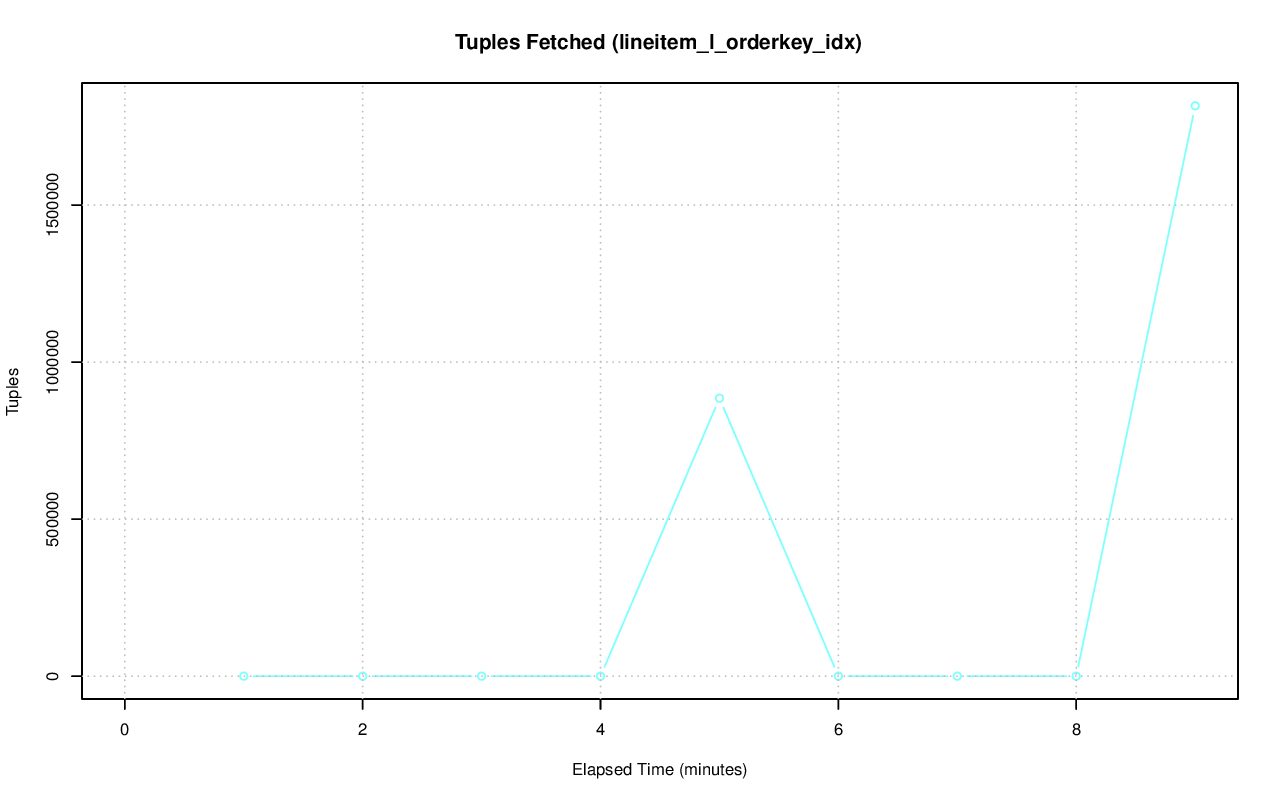 Tuples Fetched (lineitem_l_orderkey_idx)
Tuples
1500000
1000000
500000
0
0 2 4 6 8
Elapsed Time (minutes)